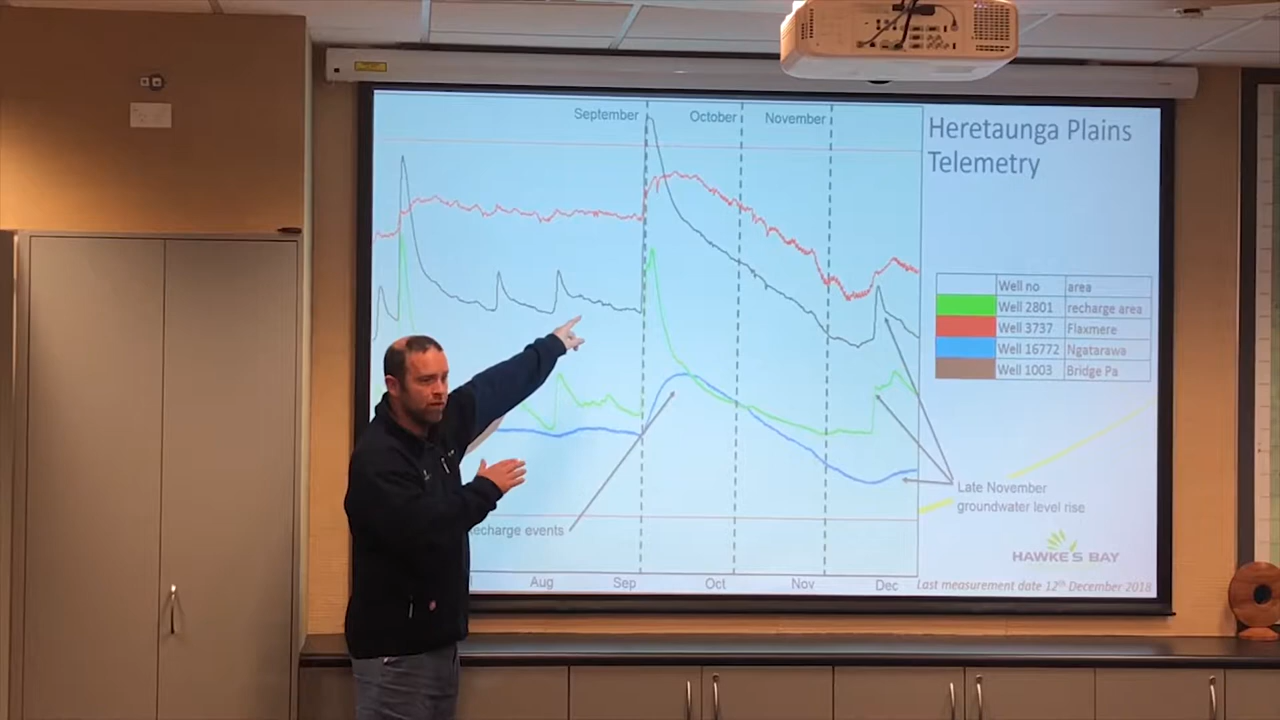 September
October
November
Heretaunga Plains
Telemetry
Well no area
Well 2801 recharge area
Well 3737 Flaxmere
Well 16772 Ngatarawa
Well 1003 Bridge Pa
Late November
groundwater level rise
echarge events
HAWKE'S BAY
Aug
Sep
Oct
Nov
Dec
Last measurement date 12th December 2018